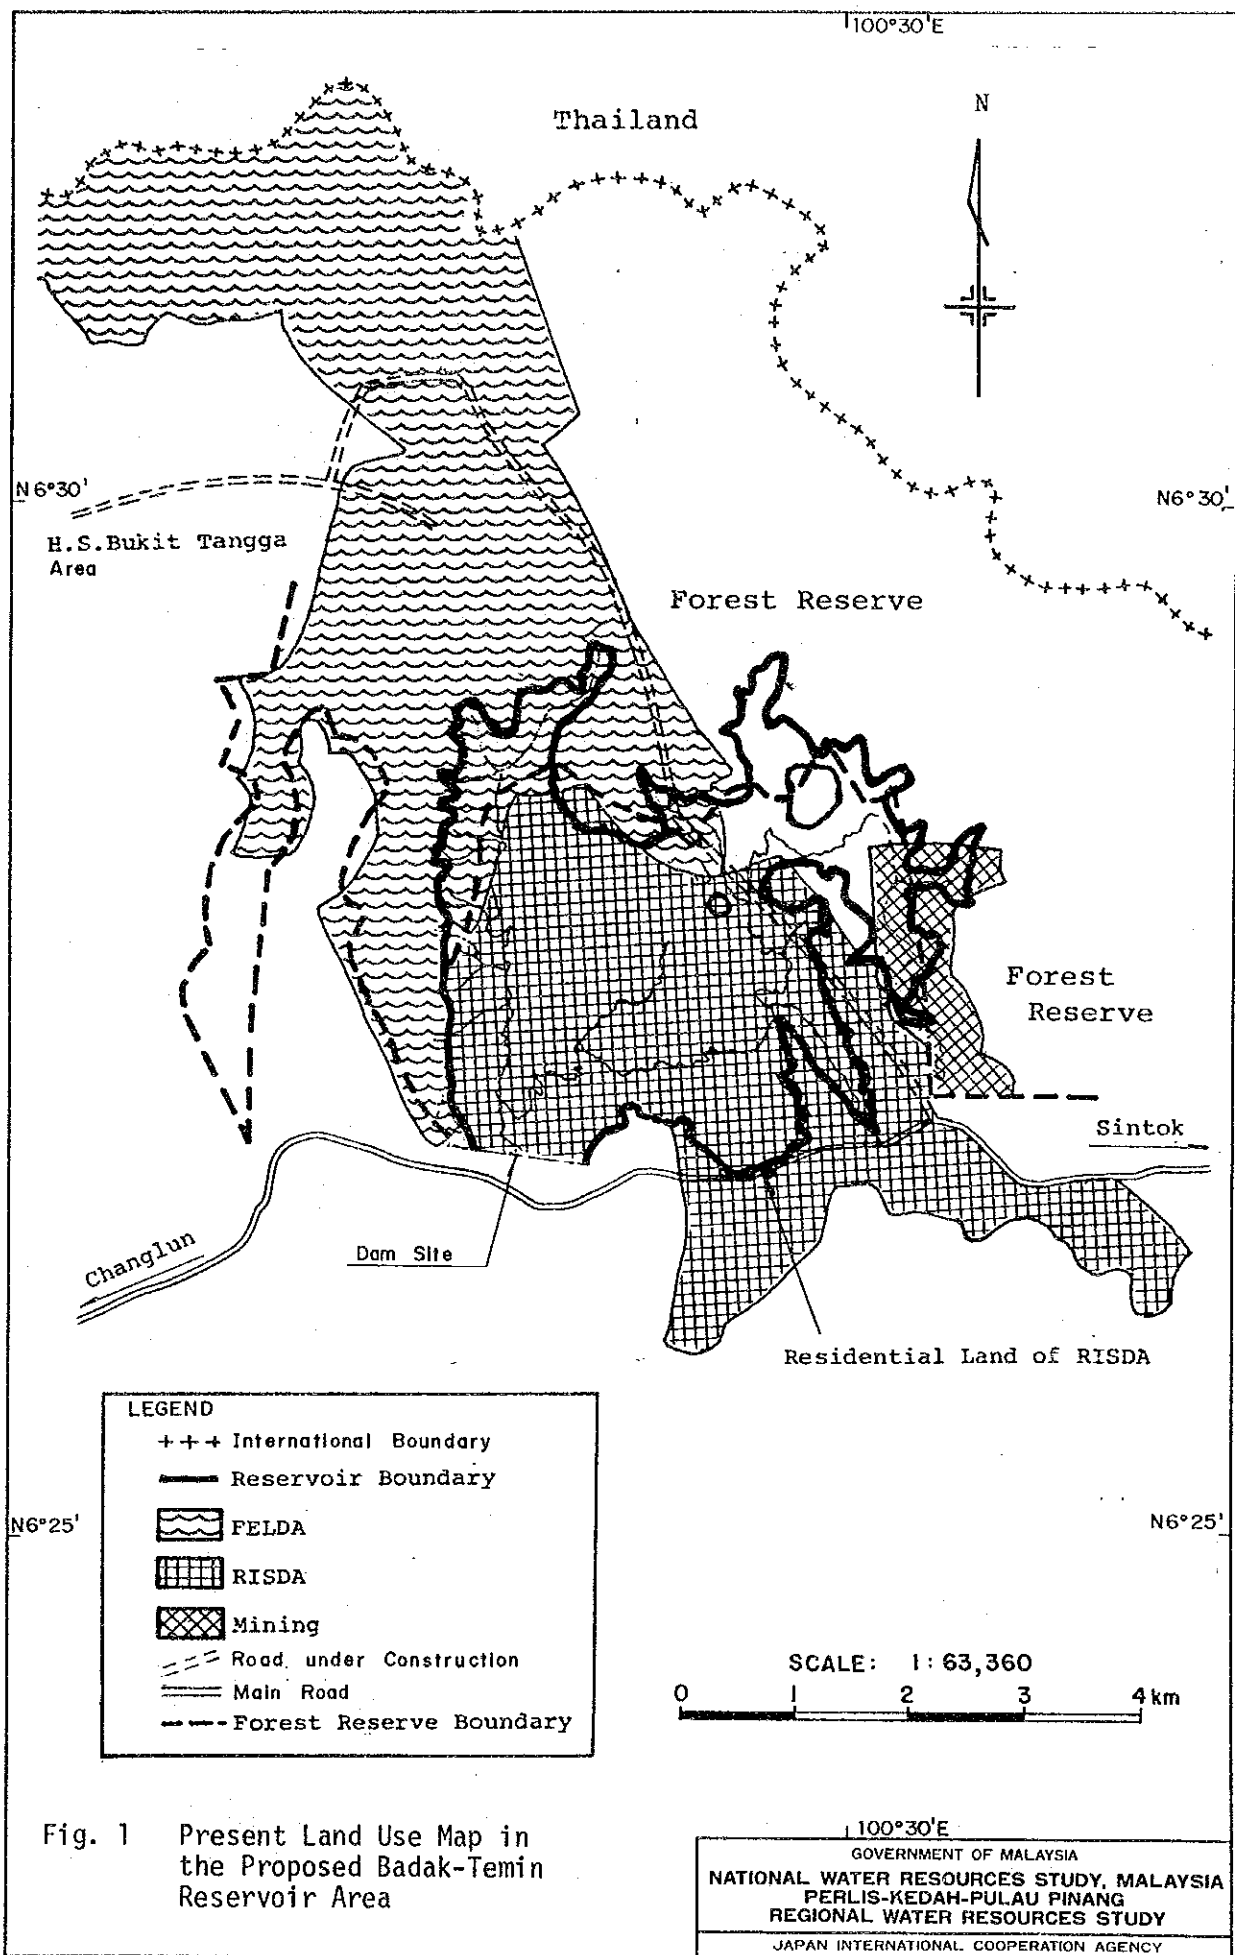 100°30'E
Thailand
N
N6°30'
N6°30'
H.S.Bukit Tangga
Area
Forest Reserve
Forest
Reserve
Sintok
Changlun
Dam Site
Residential Land of RISDA
LEGEND
International Boundary
Reservoir Boundary
FELDA
RISDA
Mining
Road under Construction
Main Road
Forest Reserve Boundary
N6°25'
N6°25'
SCALE: 1:63,360
0 1 2 3 4 km
100°30'E
Fig. 1 Present Land Use Map in
the Proposed Badak-Temin
Reservoir Area
GOVERNMENT OF MALAYSIA
NATIONAL WATER RESOURCES STUDY, MALAYSIA
PERLIS-KEDAH-PULAU PINANG
REGIONAL WATER RESOURCES STUDY
JAPAN INTERNATIONAL COOPERATION AGENCY